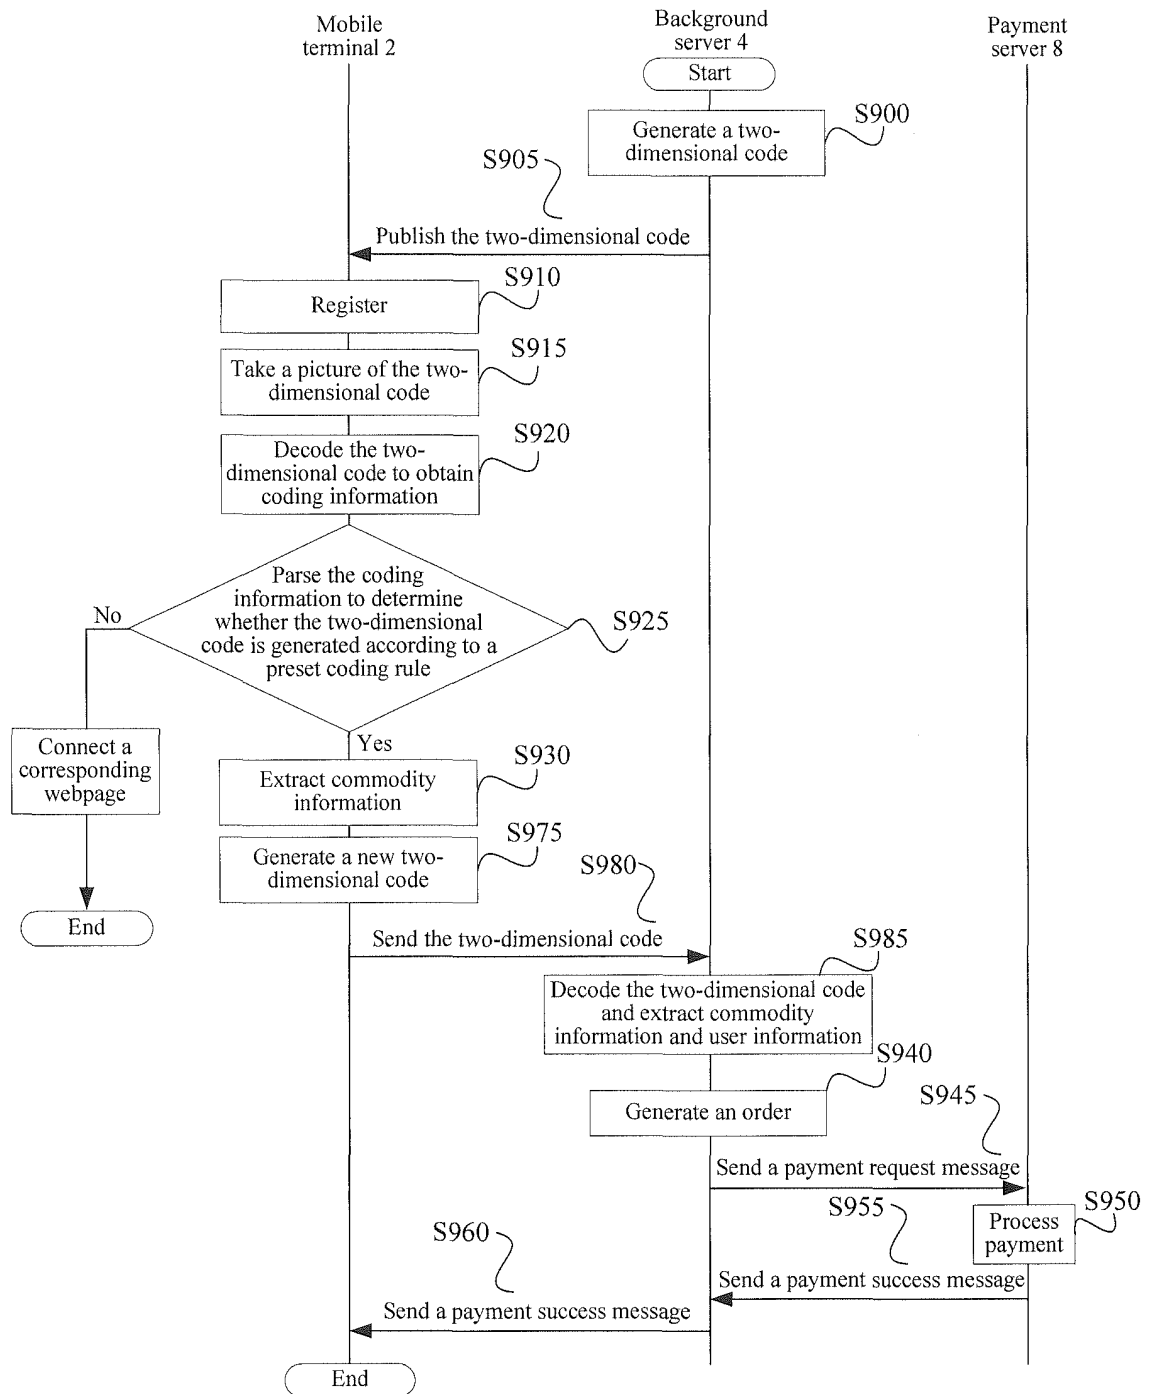 Mobile
terminal 2
Background
server 4
Payment
server 8
Start
Generate a two-
dimensional code
S900
S905
Publish the two-dimensional code
Register
S910
Take a picture of the two-
dimensional code
S915
Decode the two-
dimensional code to obtain
coding information
S920
Parse the coding
information to determine
whether the two-dimensional
code is generated according to a
preset coding rule
S925
No
Connect a
corresponding
webpage
End
Yes
Extract commodity
information
S930
Generate a new two-
dimensional code
S975
S980
Send the two-dimensional code
S985
Decode the two-dimensional code
and extract commodity
information and user information
S940
Generate an order
S945
Send a payment request message
Process
payment
S950
S955
Send a payment success message
S960
Send a payment success message
End